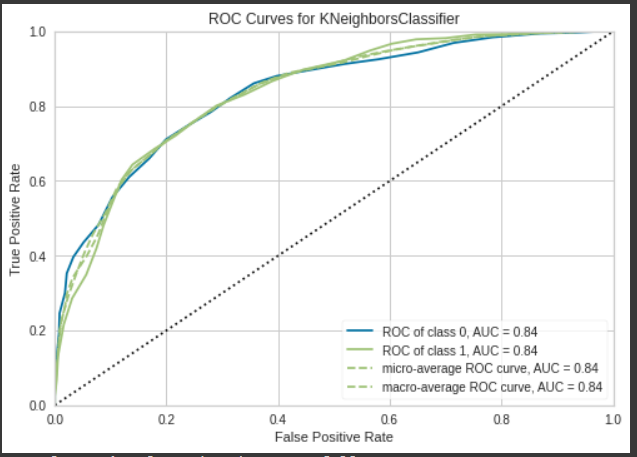 ROC Curves for KNeighborsClassifier
1.0
0.8
0.6
0.4
0.2
0.0
True Positive Rate
ROC of class 0, AUC = 0.84
ROC of class 1, AUC = 0.84
micro-average ROC curve, AUC = 0.84
macro-average ROC curve, AUC = 0.84
0.0 0.2 0.4 0.6 0.8 1.0
False Positive Rate